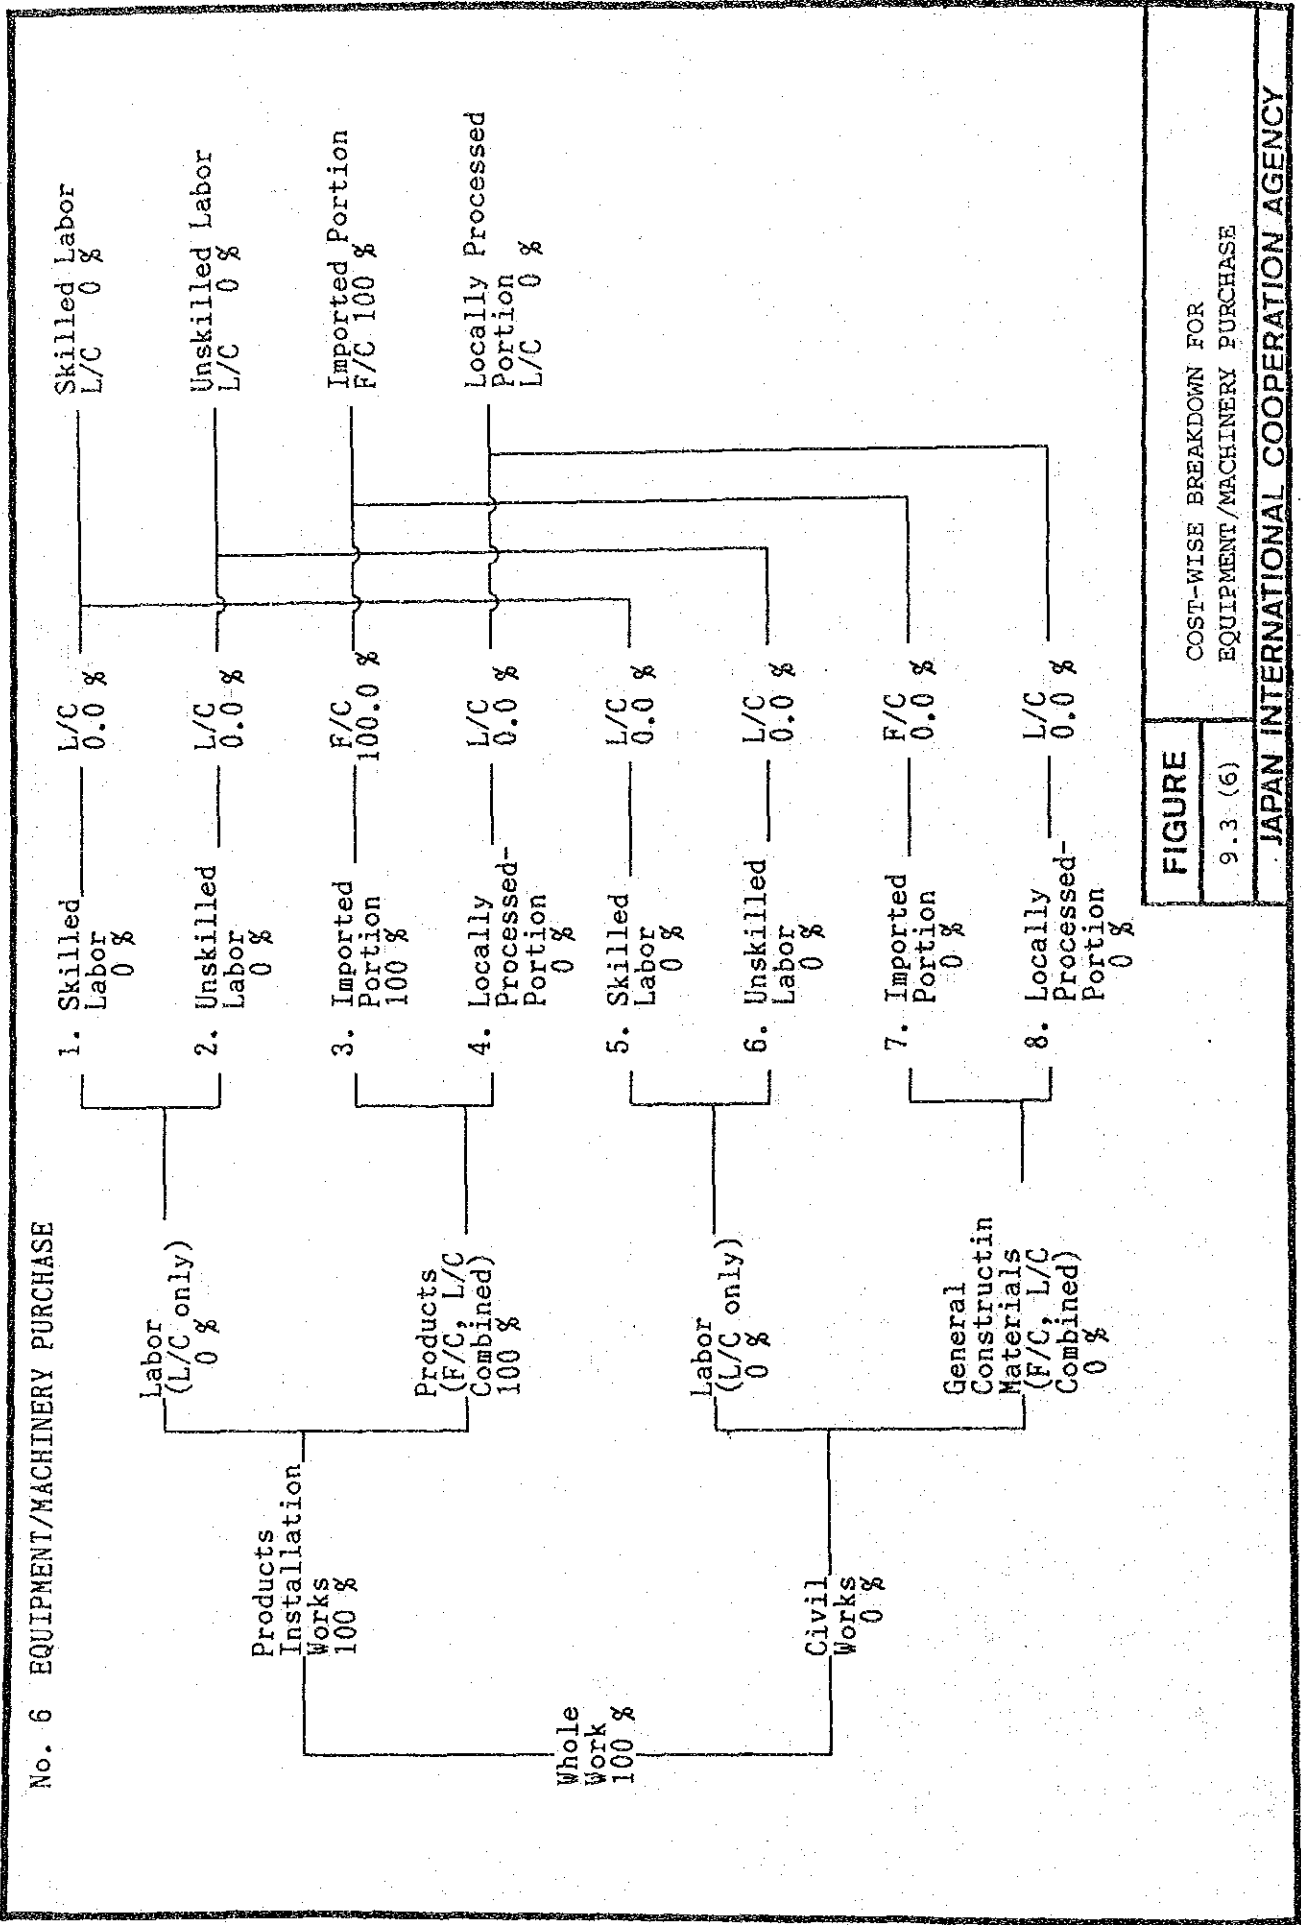 No. 6 EQUIPMENT/MACHINERY PURCHASE
Whole
Work
100 %
Products
Installation
Works
100 %
Civil
Works
0 %
Labor
(L/C only)
0 %
Products
(F/C, L/C
Combined)
100 %
Labor
(L/C only)
0 %
General
Constructin
Materials
(F/C, L/C
Combined)
0 %
1. Skilled
Labor
0 %
2. Unskilled
Labor
0 %
3. Imported
Portion
100 %
4. Locally
Processed-
Portion
0 %
5. Skilled
Labor
0 %
6. Unskilled
Labor
0 %
7. Imported
Portion
0 %
8. Locally
Processed-
Portion
0 %
L/C
0.0 %
L/C
0.0 %
F/C
100.0 %
L/C
0.0 %
L/C
0.0 %
L/C
0.0 %
F/C
0.0 %
L/C
0.0 %
Skilled Labor
L/C 0 %
Unskilled Labor
L/C 0 %
Imported Portion
F/C 100 %
Locally Processed
Portion
L/C 0 %
FIGURE
9.3 (6)
COST-WISE BREAKDOWN FOR
EQUIPMENT/MACHINERY PURCHASE
JAPAN INTERNATIONAL COOPERATION AGENCY